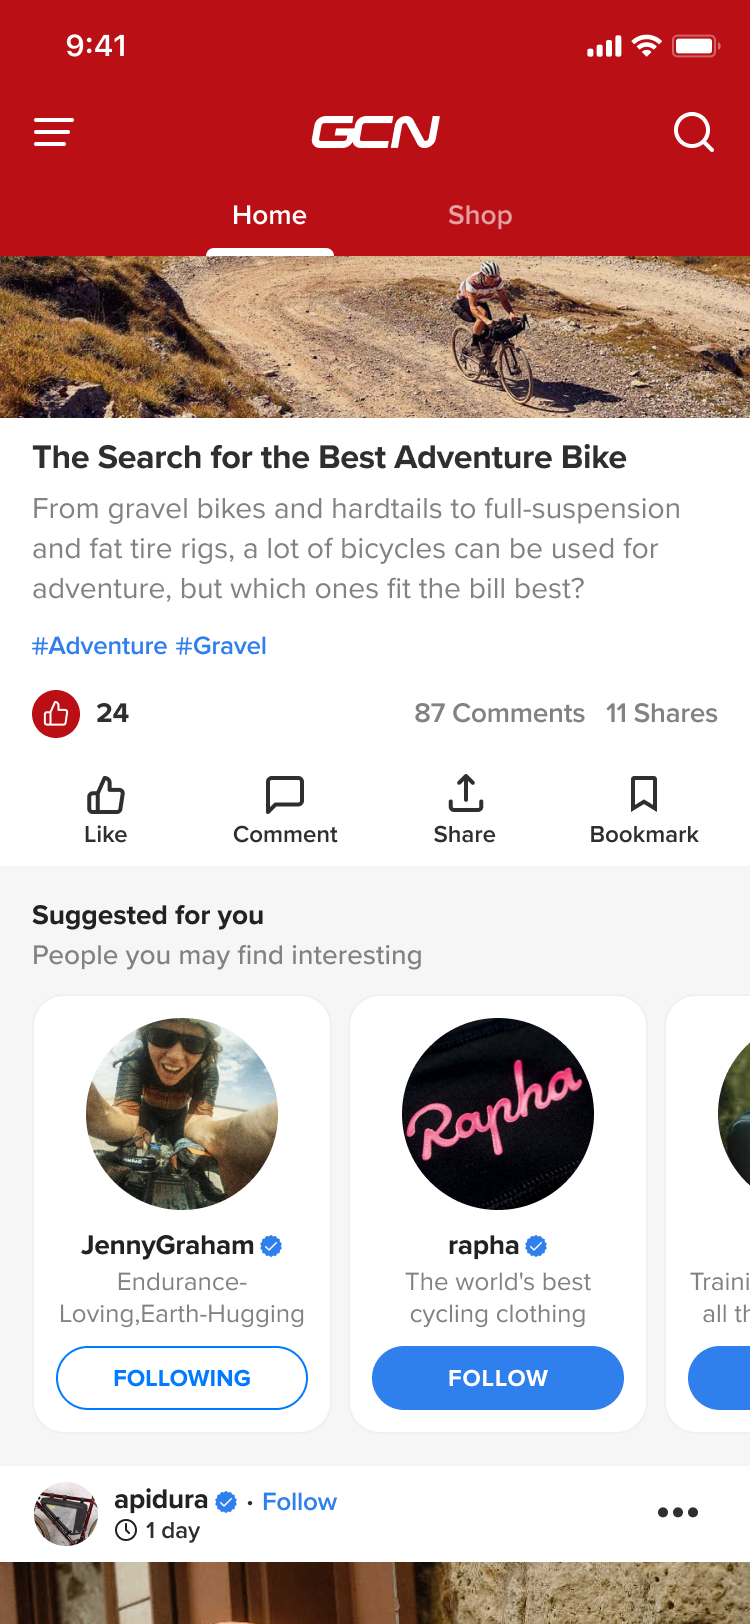 9:41
GCN
Home
Shop
The Search for the Best Adventure Bike
From gravel bikes and hardtails to full-suspension
and fat tire rigs, a lot of bicycles can be used for
adventure, but which ones fit the bill best?
#Adventure #Gravel
24
87 Comments
11 Shares
Like
Comment
Share
Bookmark
Suggested for you
People you may find interesting
JennyGraham
Endurance-
Loving,Earth-Hugging
FOLLOWING
Rapha
rapha
The world's best
cycling clothing
FOLLOW
Traini
all th
apidura · Follow
1 day